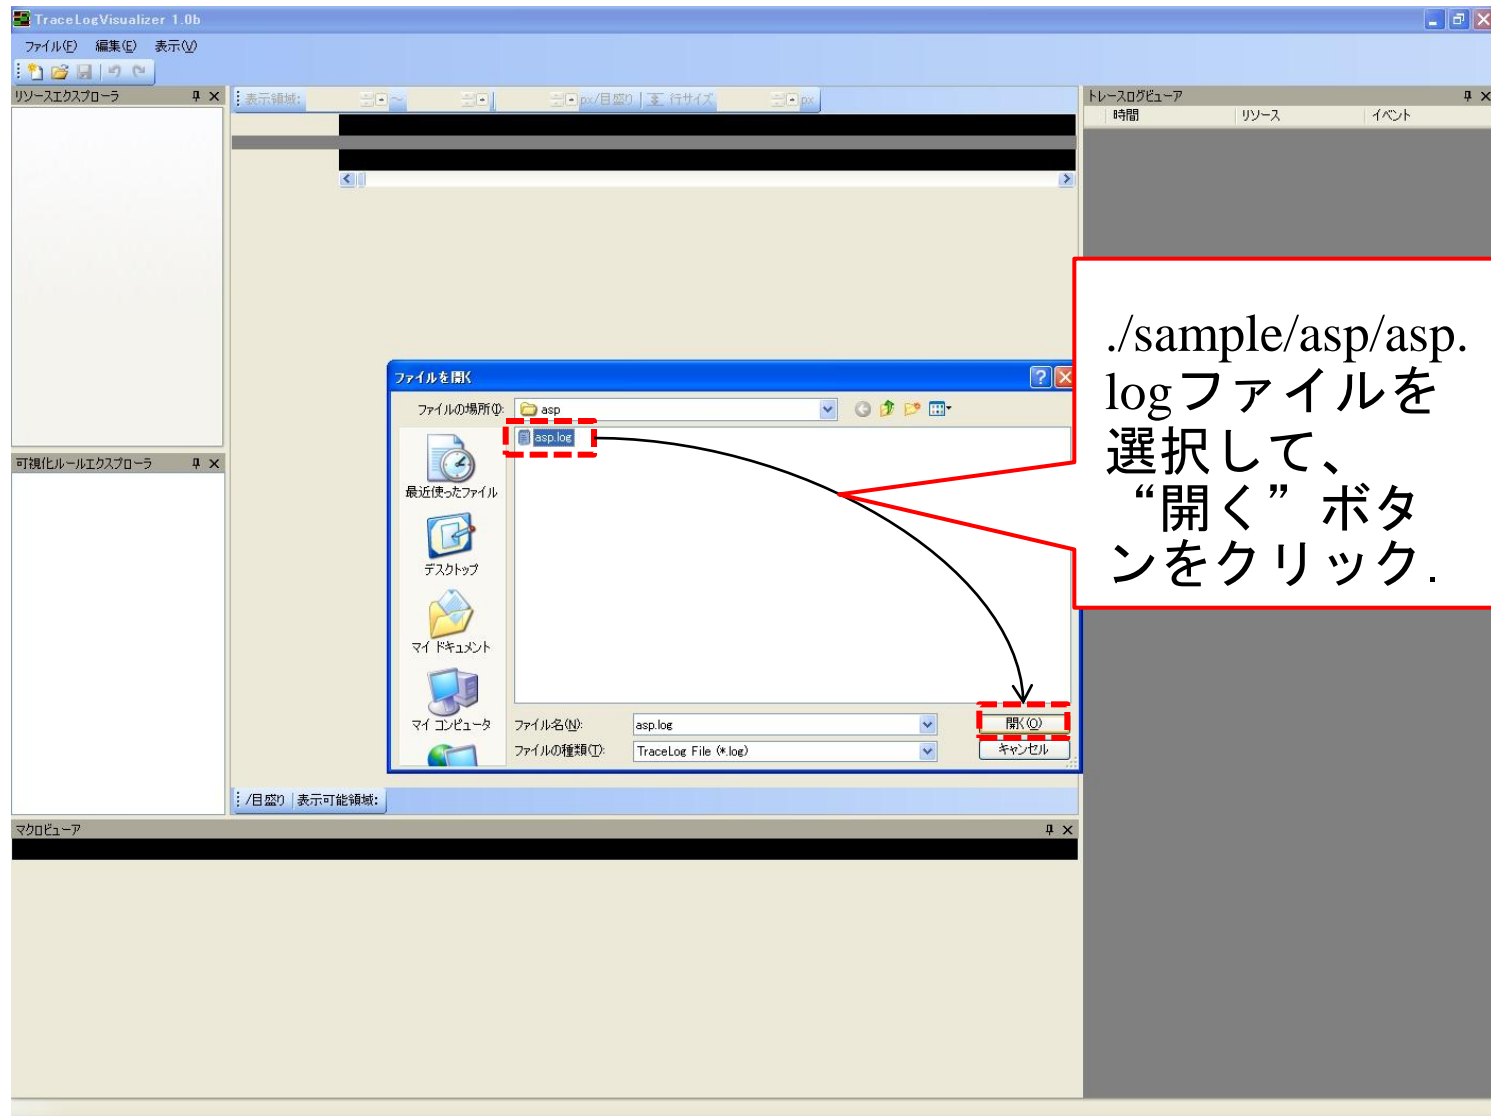 TraceLogVisualizer 1.0b
ファイル(F) 編集(E) 表示(V)
リソースエクスプローラ
表示領域: ～ px/目盛り 行サイズ px
トレースログビューア
時間 リソース イベント
./sample/asp/asp.
logファイルを
選択して、
“開く”ボタ
ンをクリック.
ファイルを開く
ファイルの場所(I): asp
asp.log
最近使ったファイル
デスクトップ
マイ ドキュメント
マイ コンピュータ
ファイル名(N): asp.log 開く(O)
ファイルの種類(T): TraceLog File (*.log) キャンセル
可視化ルールエクスプローラ
/目盛り 表示可能領域:
マクロビューア